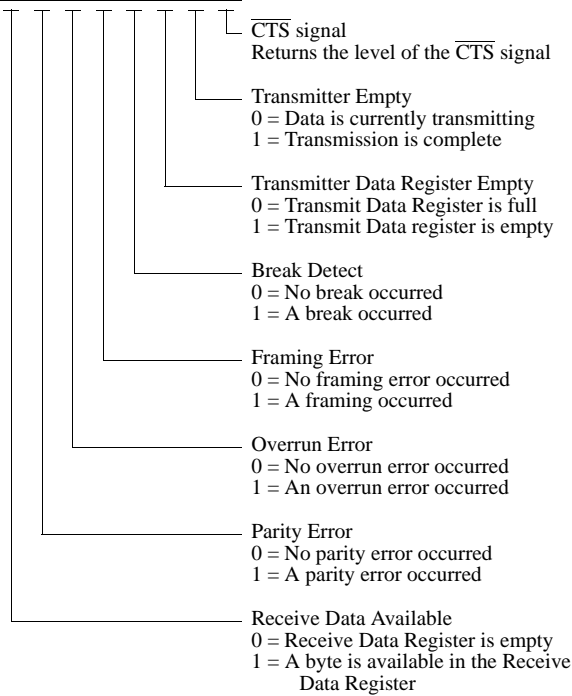 C̅T̅S̅ signal
Returns the level of the C̅T̅S̅ signal
Transmitter Empty
0 = Data is currently transmitting
1 = Transmission is complete
Transmitter Data Register Empty
0 = Transmit Data Register is full
1 = Transmit Data register is empty
Break Detect
0 = No break occurred
1 = A break occurred
Framing Error
0 = No framing error occurred
1 = A framing occurred
Overrun Error
0 = No overrun error occurred
1 = An overrun error occurred
Parity Error
0 = No parity error occurred
1 = A parity error occurred
Receive Data Available
0 = Receive Data Register is empty
1 = A byte is available in the Receive
Data Register